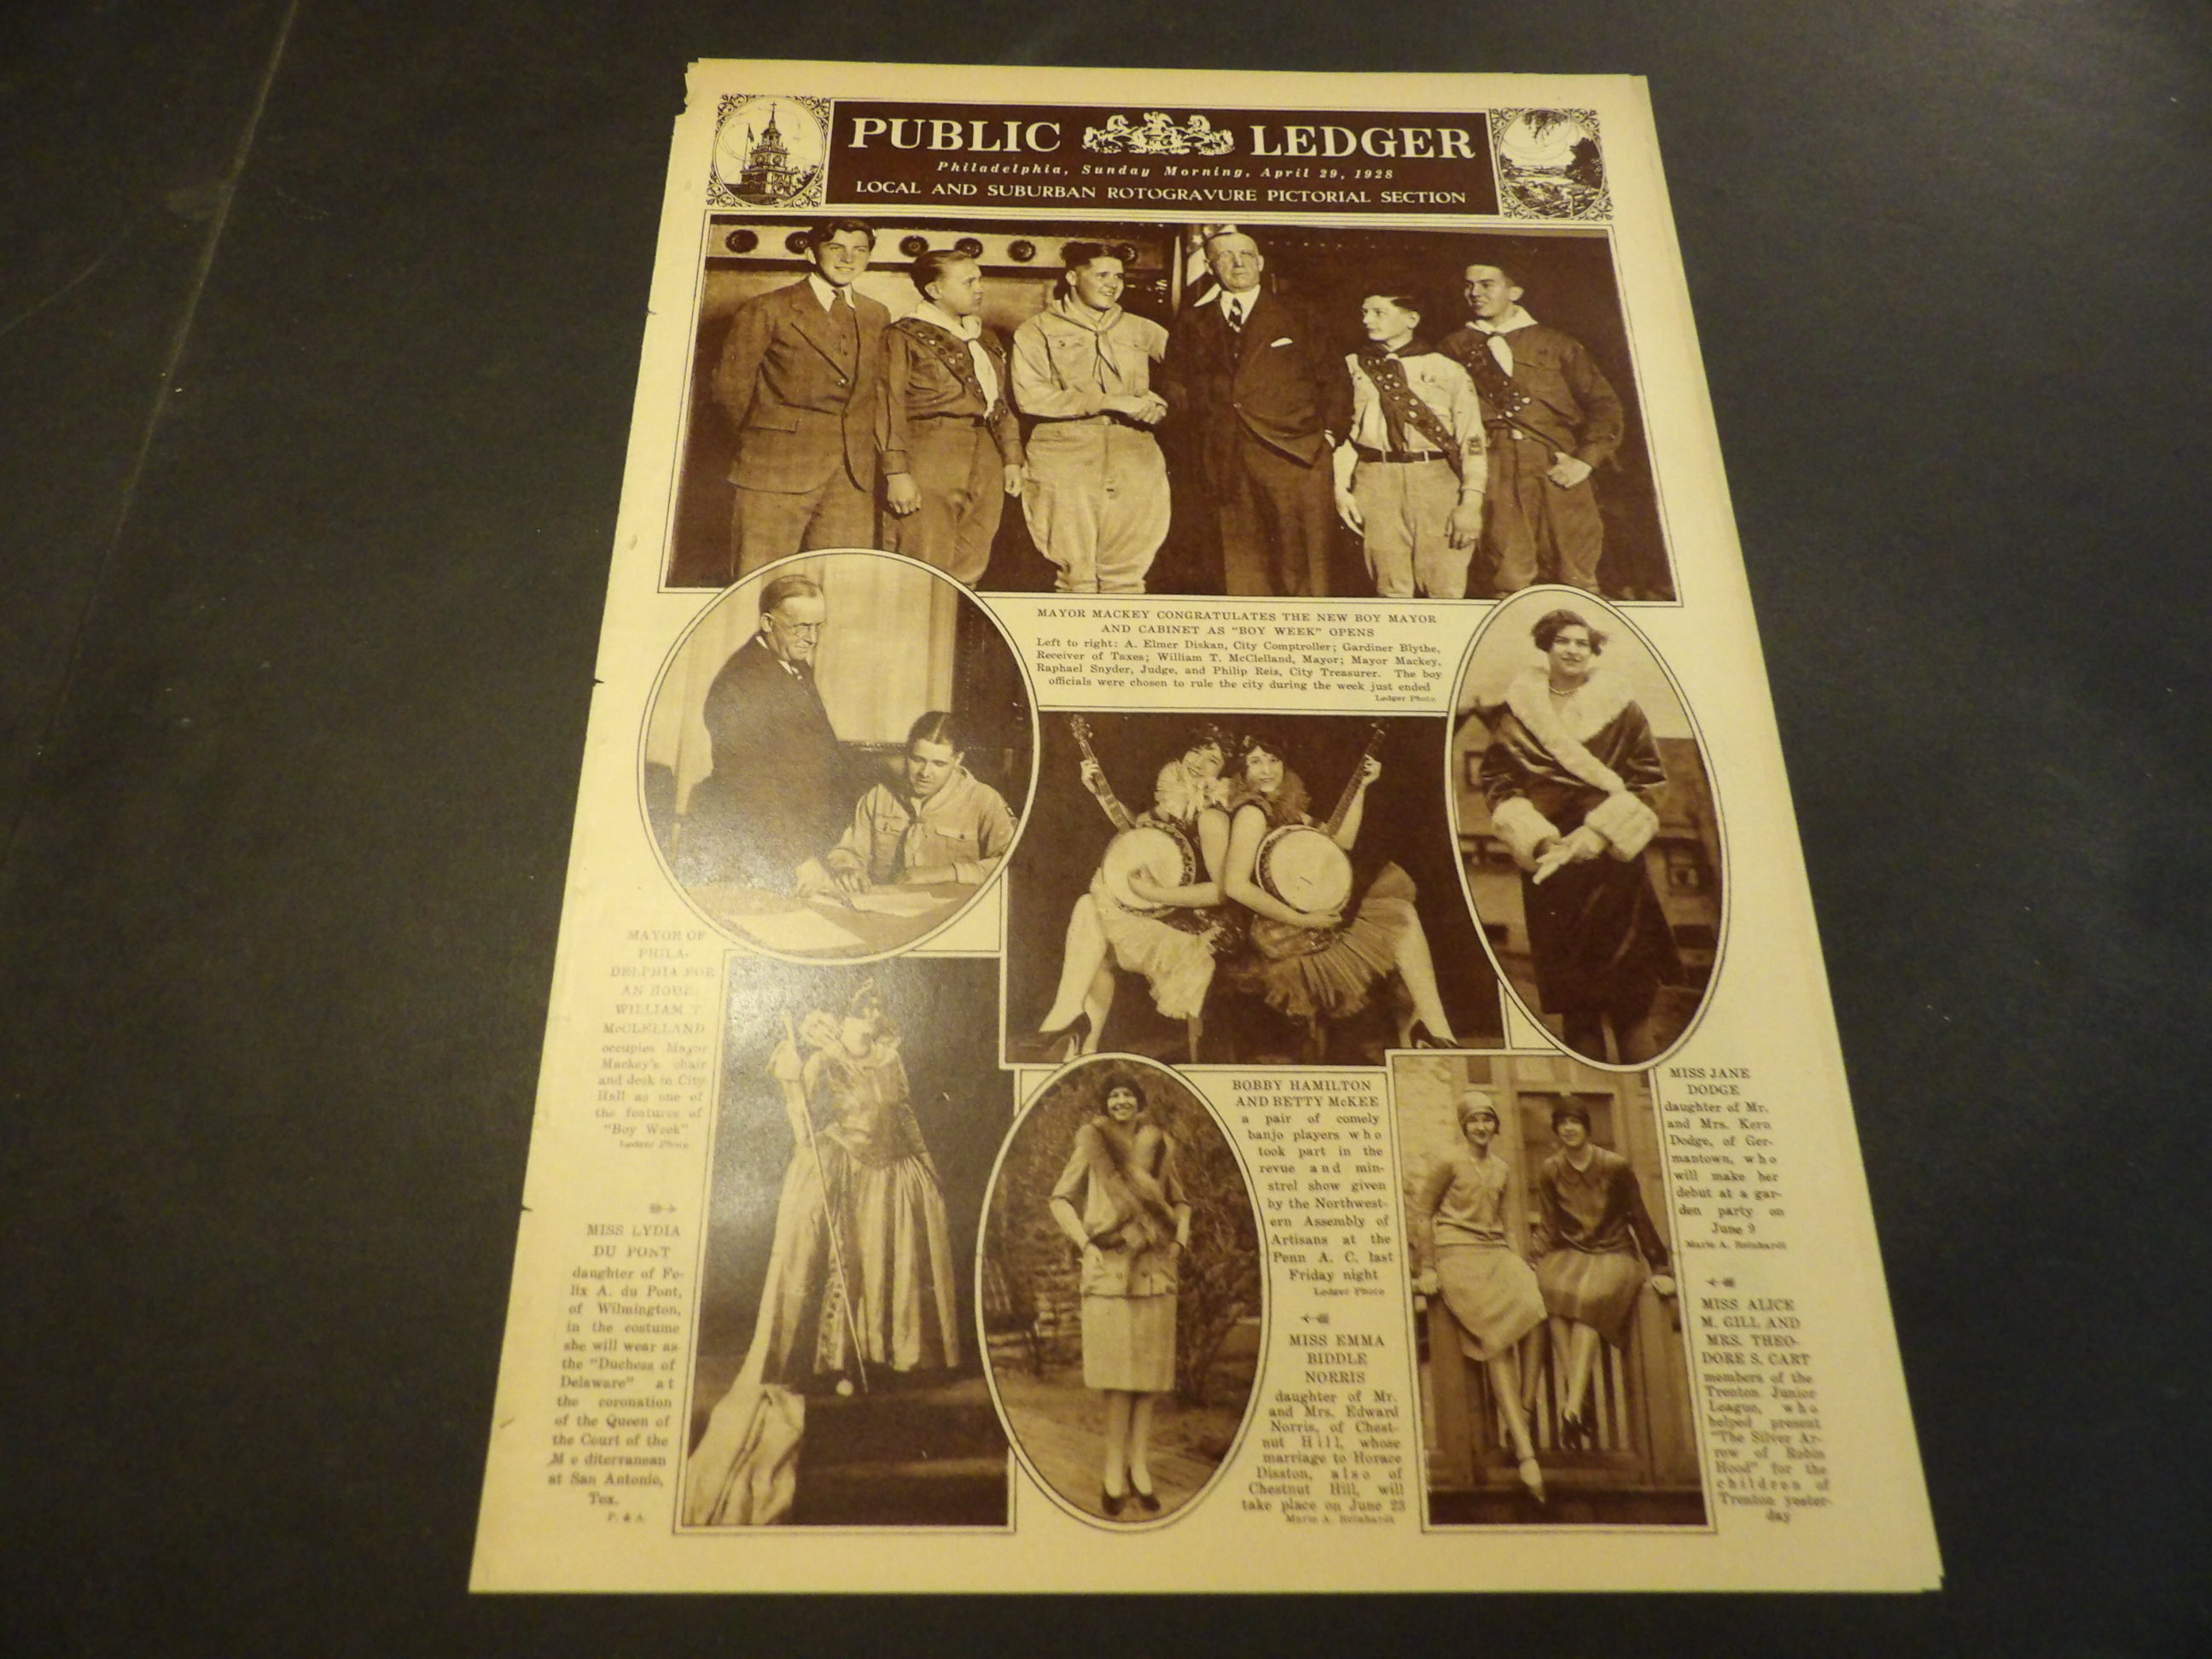 PUBLIC LEDGER
Philadelphia, Sunday Morning, April 29, 1928
LOCAL AND SUBURBAN ROTOGRAVURE PICTORIAL SECTION
MAYOR MACKEY CONGRATULATES THE NEW BOY MAYOR
AND CABINET AS "BOY WEEK" OPENS
Left to right: A. Elmer Diskan, City Comptroller; Gardiner Blythe,
Receiver of Taxes; William T. McClelland, Mayor; Mayor Mackey,
Raphael Snyder, Judge, and Philip Reis, City Treasurer. The boy
officials were chosen to rule the city during the week just ended
Ledger Photo
MAYOR OF
PHILA-
DELPHIA FOR
AN HOUR:
WILLIAM T.
McCLELLAND
occupies Mayor
Mackey's chair
and desk in City
Hall as one of
the features of
"Boy Week"
Ledger Photo
MISS LYDIA
DU PONT
daughter of Fe-
lix A. du Pont,
of Wilmington,
in the costume
she will wear as
the "Duchess of
Delaware" at
the coronation
of the Queen of
the Court of the
Mediterranean
at San Antonio,
Tex.
P. & A.
BOBBY HAMILTON
AND BETTY McKEE
a pair of comely
banjo players who
took part in the
revue and min-
strel show given
by the Northwest-
ern Assembly of
Artisans at the
Penn A. C. last
Friday night
Ledger Photo
MISS EMMA
BIDDLE
NORRIS
daughter of Mr.
and Mrs. Edward
Norris, of Chest-
nut Hill, whose
marriage to Horace
Disston, also of
Chestnut Hill, will
take place on June 23
Marie A. Reinhardt
MISS JANE
DODGE
daughter of Mr.
and Mrs. Kern
Dodge, of Ger-
mantown, who
will make her
debut at a gar-
den party on
June 9
Marie A. Reinhardt
MISS ALICE
M. GILL AND
MRS. THEO-
DORE S. CART
members of the
Trenton Junior
League, who
helped present
"The Silver Ar-
row of Robin
Hood" for the
children of
Trenton yester-
day